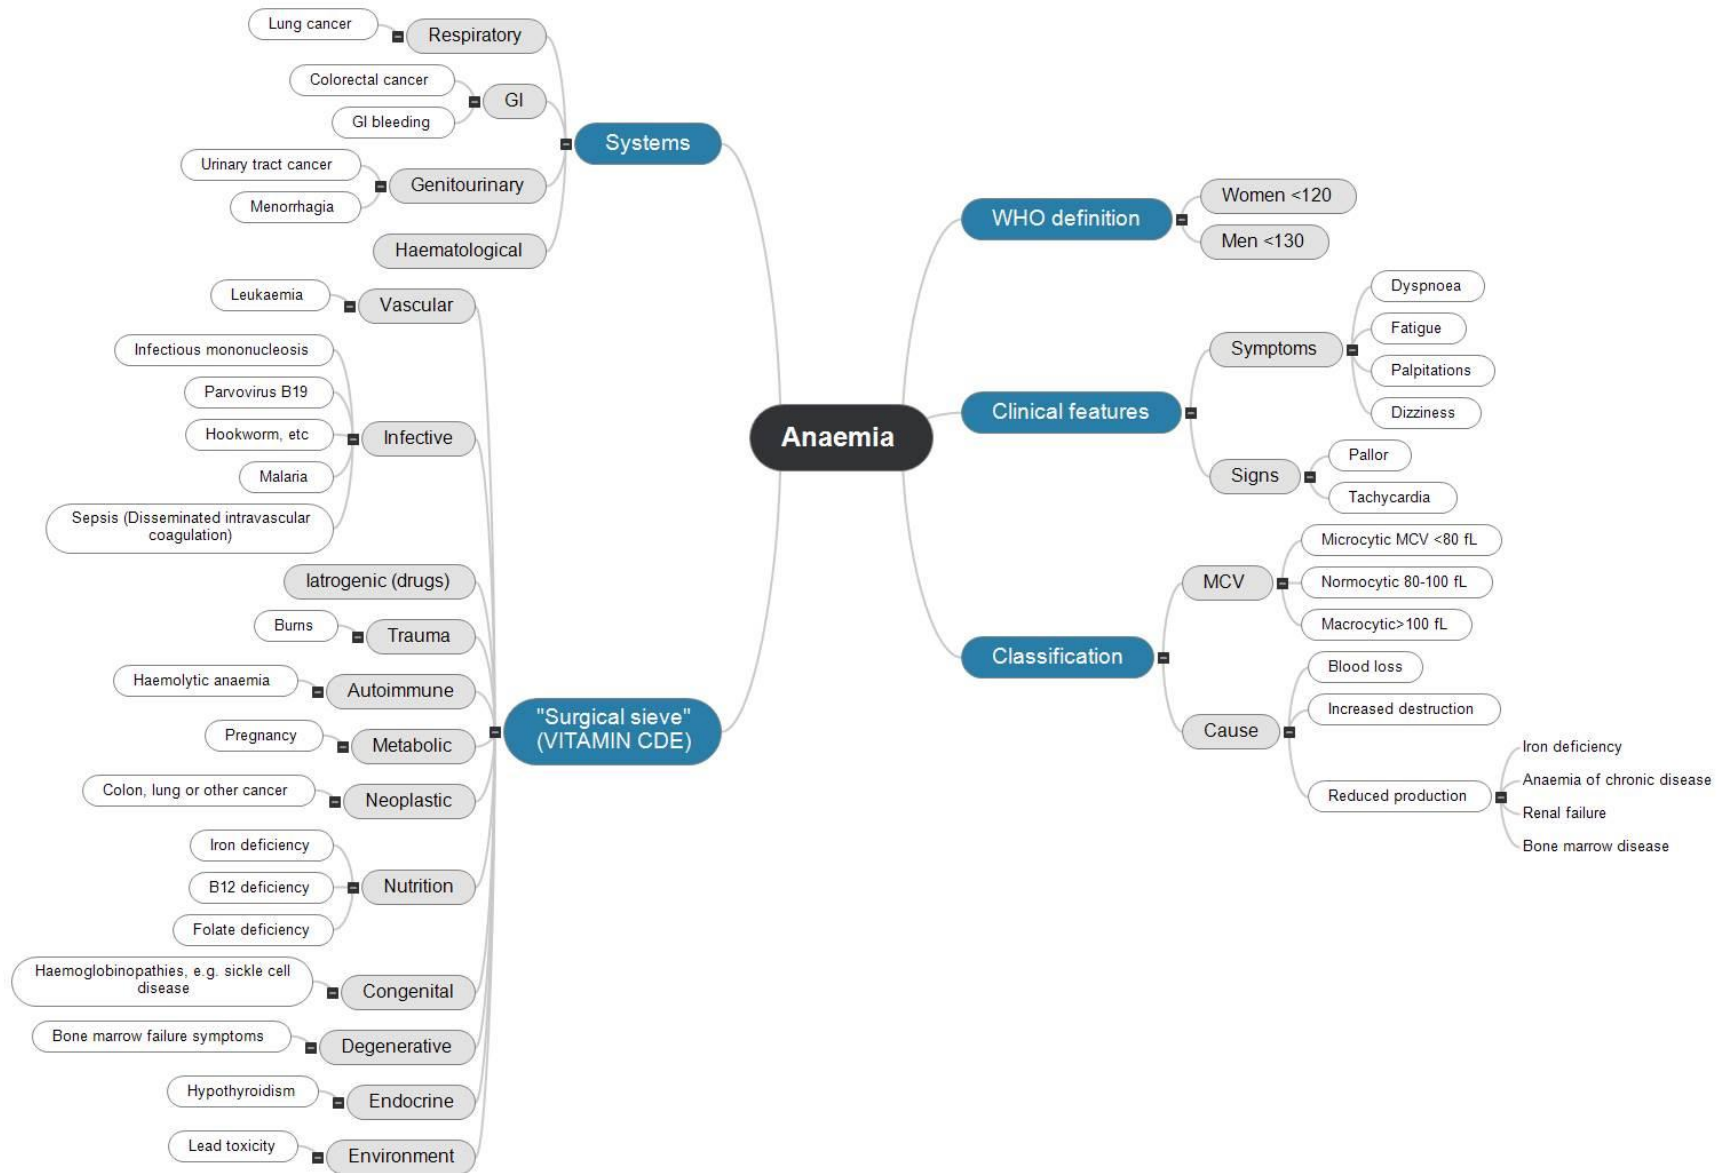 Lung cancer
Respiratory
Colorectal cancer
GI
GI bleeding
Systems
Urinary tract cancer
Genitourinary
Menorrhagia
Haematological
Leukaemia
Vascular
Infectious mononucleosis
Parvovirus B19
Hookworm, etc
Infective
Malaria
Sepsis (Disseminated intravascular
coagulation)
Iatrogenic (drugs)
Burns
Trauma
Haemolytic anaemia
Autoimmune
"Surgical sieve"
(VITAMIN CDE)
Pregnancy
Metabolic
Colon, lung or other cancer
Neoplastic
Iron deficiency
B12 deficiency
Nutrition
Folate deficiency
Haemoglobinopathies, e.g. sickle cell
disease
Congenital
Bone marrow failure symptoms
Degenerative
Hypothyroidism
Endocrine
Lead toxicity
Environment
Anaemia
WHO definition
Women <120
Men <130
Clinical features
Symptoms
Dyspnoea
Fatigue
Palpitations
Dizziness
Signs
Pallor
Tachycardia
Classification
MCV
Microcytic MCV <80 fL
Normocytic 80-100 fL
Macrocytic>100 fL
Cause
Blood loss
Increased destruction
Reduced production
Iron deficiency
Anaemia of chronic disease
Renal failure
Bone marrow disease